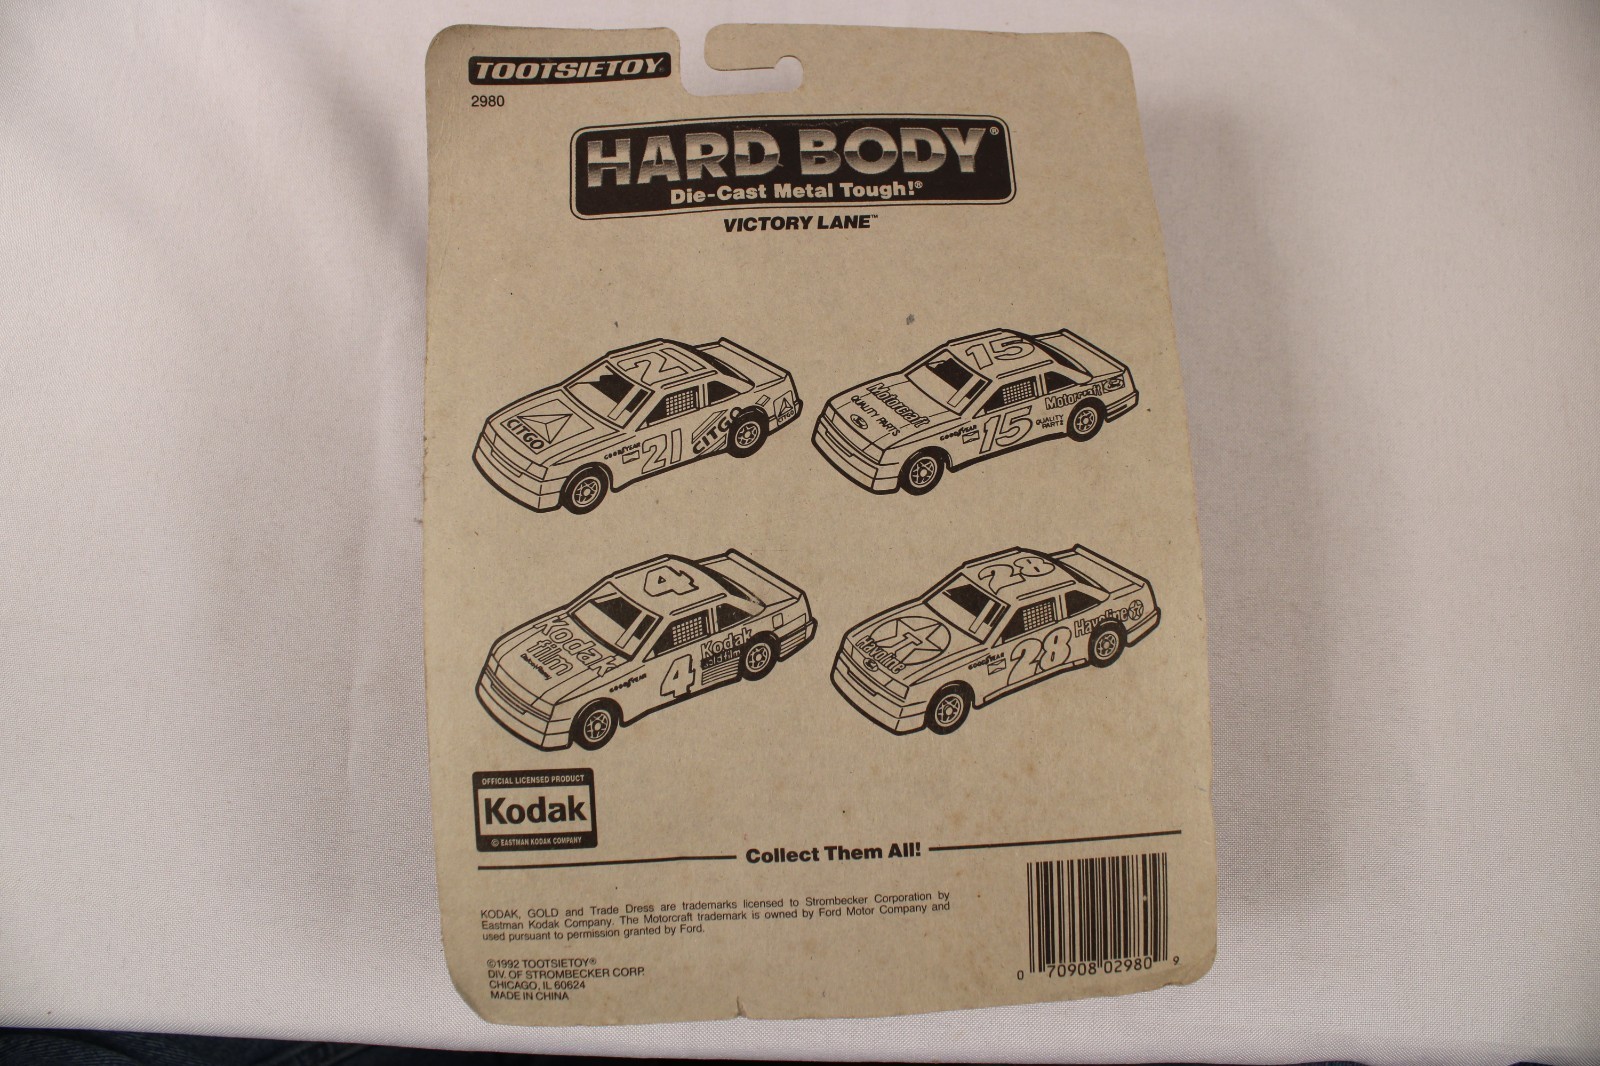 TOOTSIETOY®
2980
HARD BODY®
Die-Cast Metal Tough!®
VICTORY LANE™
21
CITGO
GOODYEAR
21
CITGO
CITGO
15
Motorcraft
QUALITY PARTS
Ford
GOODYEAR
15
Motorcraft
QUALITY
PARTS
4
Kodak
film
GOODYEAR
4
Kodak
28
T
Havoline
GOODYEAR
28
Havoline
OFFICIAL LICENSED PRODUCT
Kodak
© EASTMAN KODAK COMPANY
Collect Them All!
KODAK, GOLD and Trade Dress are trademarks licensed to Strombecker Corporation by
Eastman Kodak Company. The Motorcraft trademark is owned by Ford Motor Company and
used pursuant to permission granted by Ford.
©1992 TOOTSIETOY®
DIV. OF STROMBECKER CORP.
CHICAGO, IL 60624
MADE IN CHINA
0 70908 02980 9